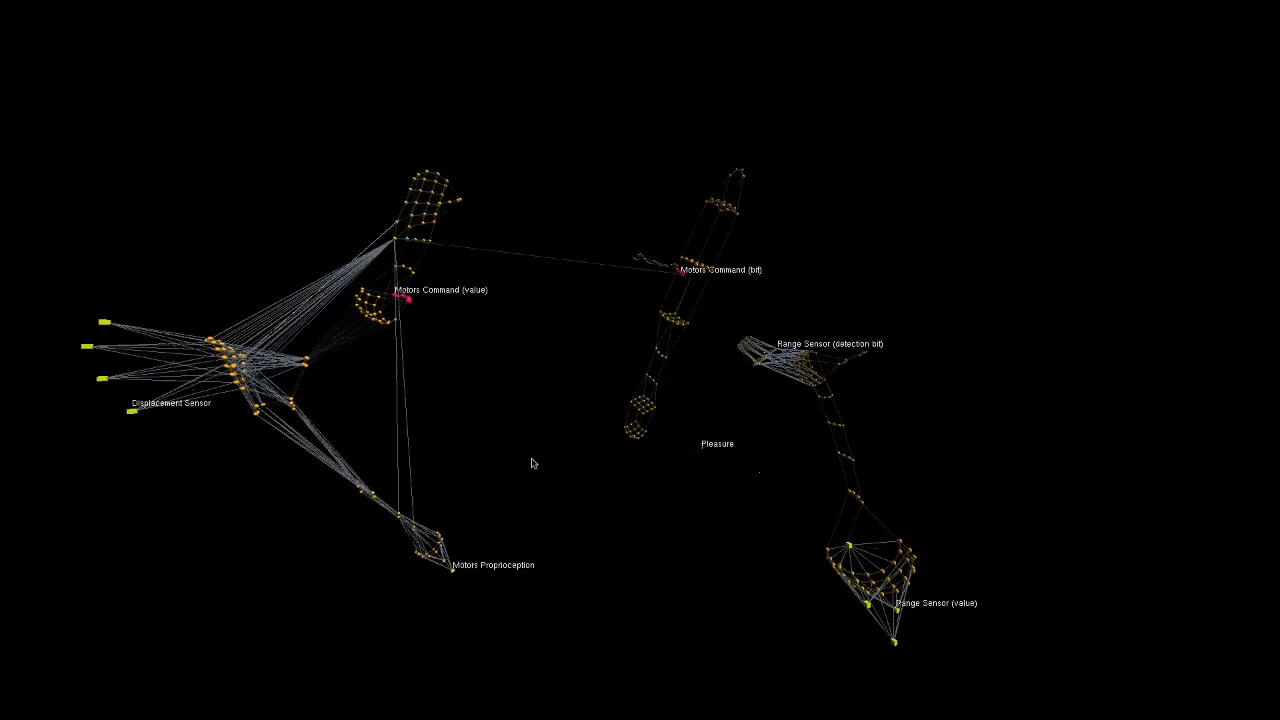 Motors Command (bit)
Motors Command (value)
Range Sensor (detection bit)
Displacement Sensor
Pleasure
Motors Proprioception
Range Sensor (value)